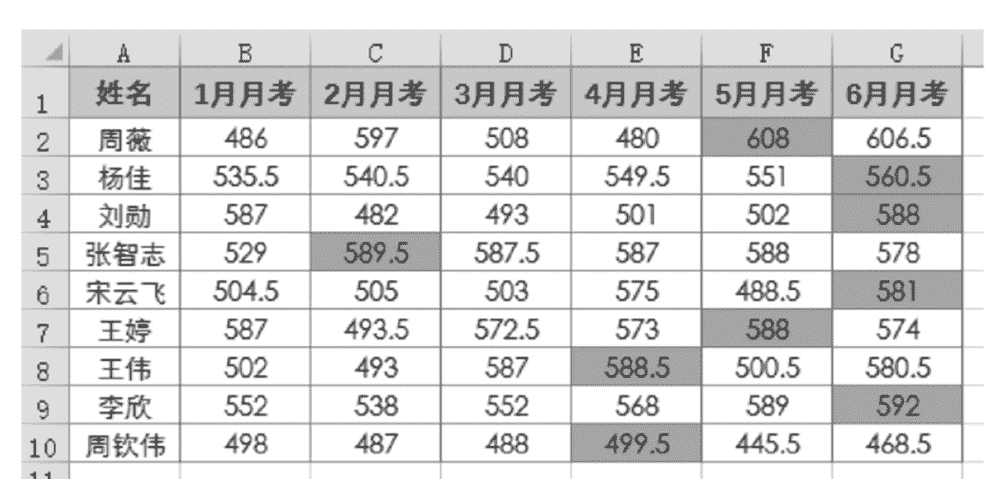 A B C D E F G
1 姓名 1月月考 2月月考 3月月考 4月月考 5月月考 6月月考
2 周薇 486 597 508 480 608 606.5
3 杨佳 535.5 540.5 540 549.5 551 560.5
4 刘勋 587 482 493 501 502 588
5 张智志 529 589.5 587.5 587 588 578
6 宋云飞 504.5 505 503 575 488.5 581
7 王婷 587 493.5 572.5 573 588 574
8 王伟 502 493 587 588.5 500.5 580.5
9 李欣 552 538 552 568 589 592
10 周钦伟 498 487 488 499.5 445.5 468.5
11